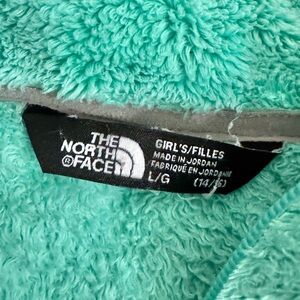 THE
NORTH
FACE
®
GIRL'S/FILLES
MADE IN JORDAN
FABRIQUÉ EN JORDANIE
L/G (14/16)